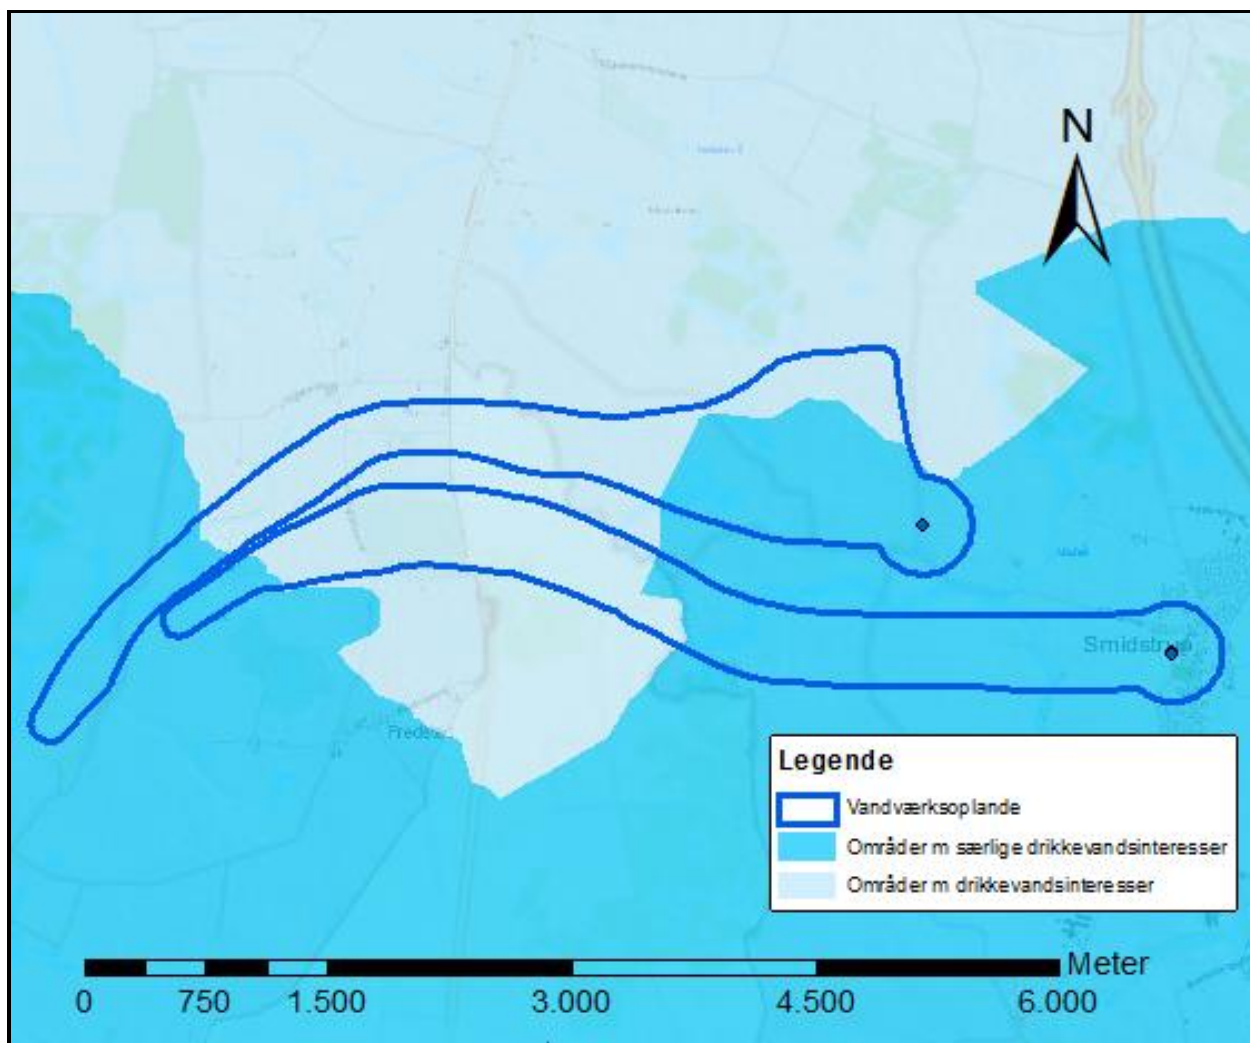 N
Smidstrup
Legende
Vandværksoplande
Områder m særlige drikkevandsinteresser
Områder m drikkevandsinteresser
Meter
0 750 1.500 3.000 4.500 6.000